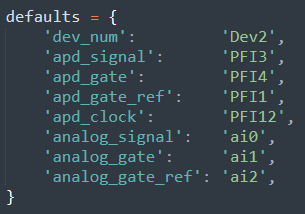 defaults = {
    'dev_num':         'Dev2',
    'apd_signal':      'PFI3',
    'apd_gate':        'PFI4',
    'apd_gate_ref':    'PFI1',
    'apd_clock':       'PFI12',
    'analog_signal':   'ai0',
    'analog_gate':     'ai1',
    'analog_gate_ref': 'ai2',
}